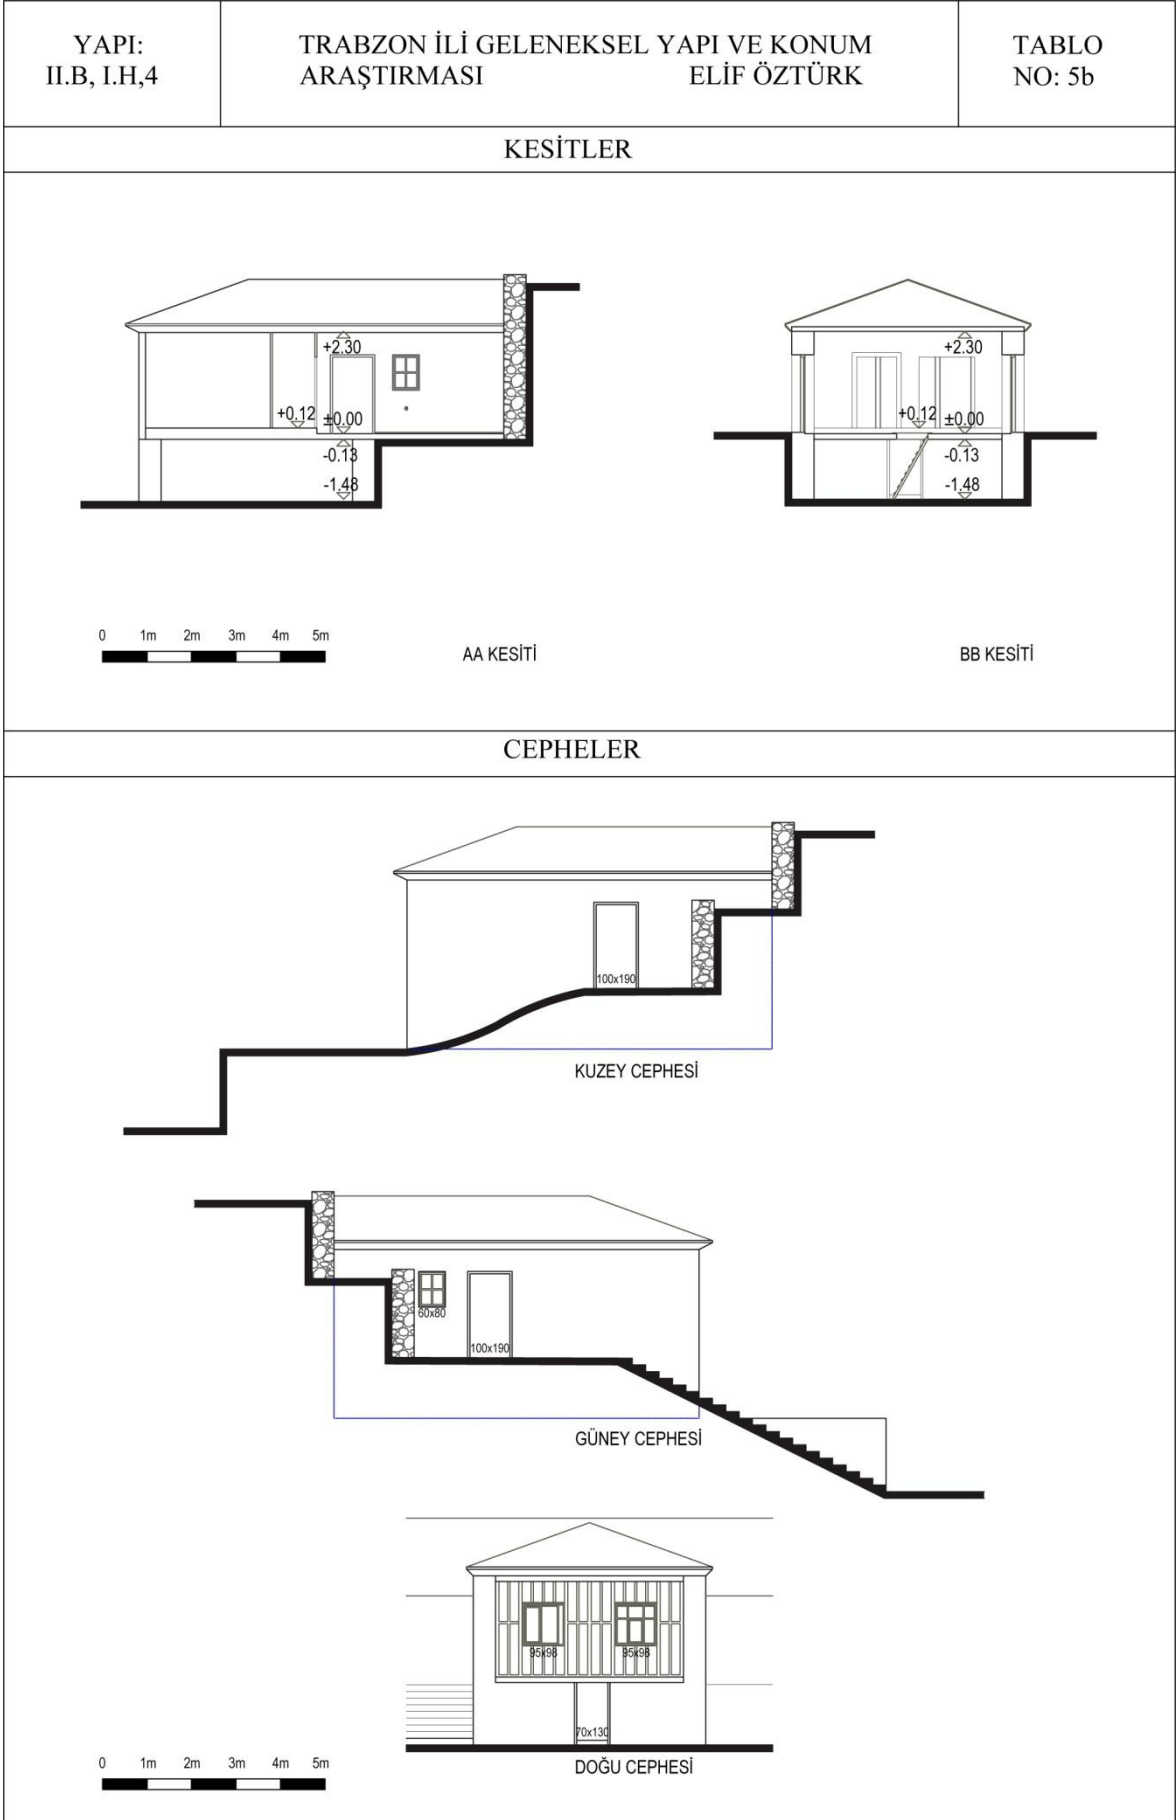 YAPI:
II.B, I.H,4
TRABZON İLİ GELENEKSEL YAPI VE KONUM
ARAŞTIRMASI ELİF ÖZTÜRK
TABLO
NO: 5b
KESİTLER
+2.30
+0.12 ±0.00
-0.13
-1.48
+2.30
+0.12 ±0.00
-0.13
-1.48
0 1m 2m 3m 4m 5m
AA KESİTİ
BB KESİTİ
CEPHELER
100x190
KUZEY CEPHESİ
60x80
100x190
GÜNEY CEPHESİ
95x98 95x98
70x130
DOĞU CEPHESİ
0 1m 2m 3m 4m 5m